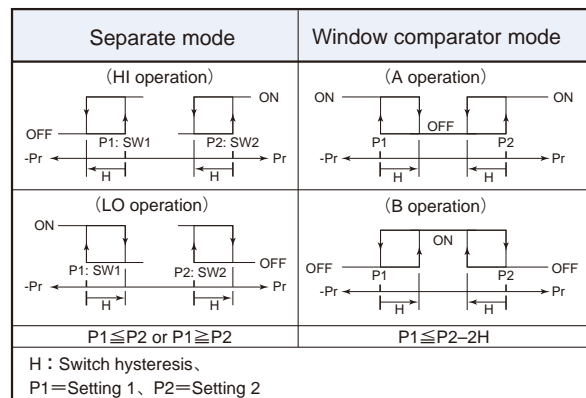 Separate mode
Window comparator mode
(HI operation)
ON
OFF
P1: SW1
P2: SW2
-Pr
Pr
H
H
(A operation)
ON
ON
OFF
P1
P2
-Pr
Pr
H
H
(LO operation)
ON
P1: SW1
P2: SW2
OFF
-Pr
Pr
H
H
(B operation)
ON
OFF
OFF
P1
P2
-Pr
Pr
H
H
P1≦P2 or P1≧P2
P1≦P2–2H
H：Switch hysteresis、
P1＝Setting 1、P2＝Setting 2